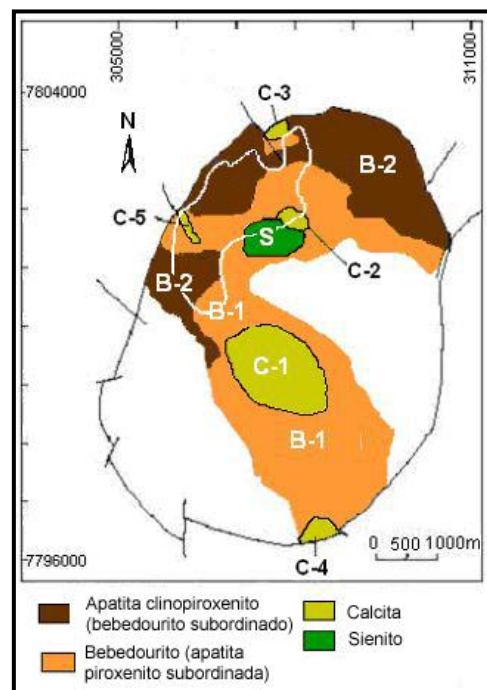 305000
311000
7804000
C-3
N
B-2
C-5
S
C-2
B-2
B-1
C-1
B-1
7796000
0 500 1000m
C-4
Apatita clinopiroxenito
(bebedourito subordinado)
Bebedourito (apatita
piroxenito subordinada)
Calcita
Sienito